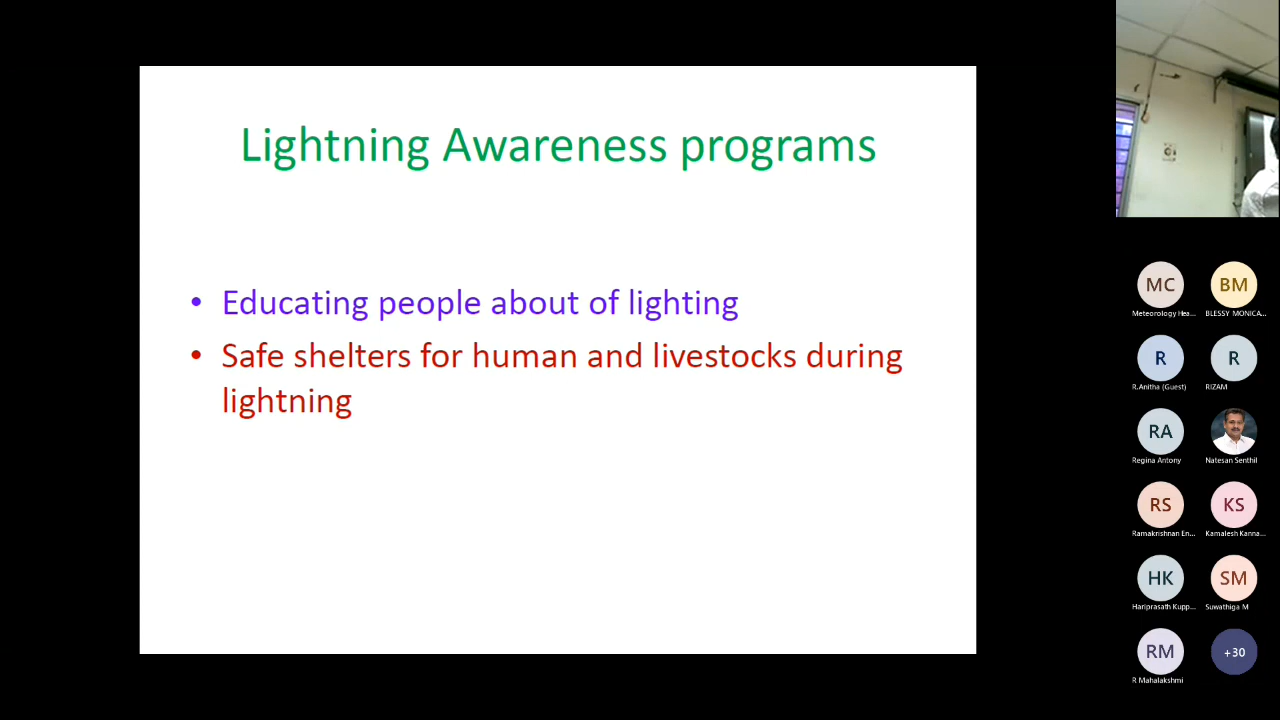 Lightning Awareness programs
• Educating people about of lighting
• Safe shelters for human and livestocks during
lightning
MC
BM
Meteorology Hea...
BLESSY MONICA...
R
R
R.Anitha (Guest)
RIZAM
RA
Regina Antony
Natesan Senthil
RS
KS
Ramakrishnan En...
Kamalesh Kanna...
HK
SM
Hariprasath Kupp...
Suwathiga M
RM
+30
R Mahalakshmi